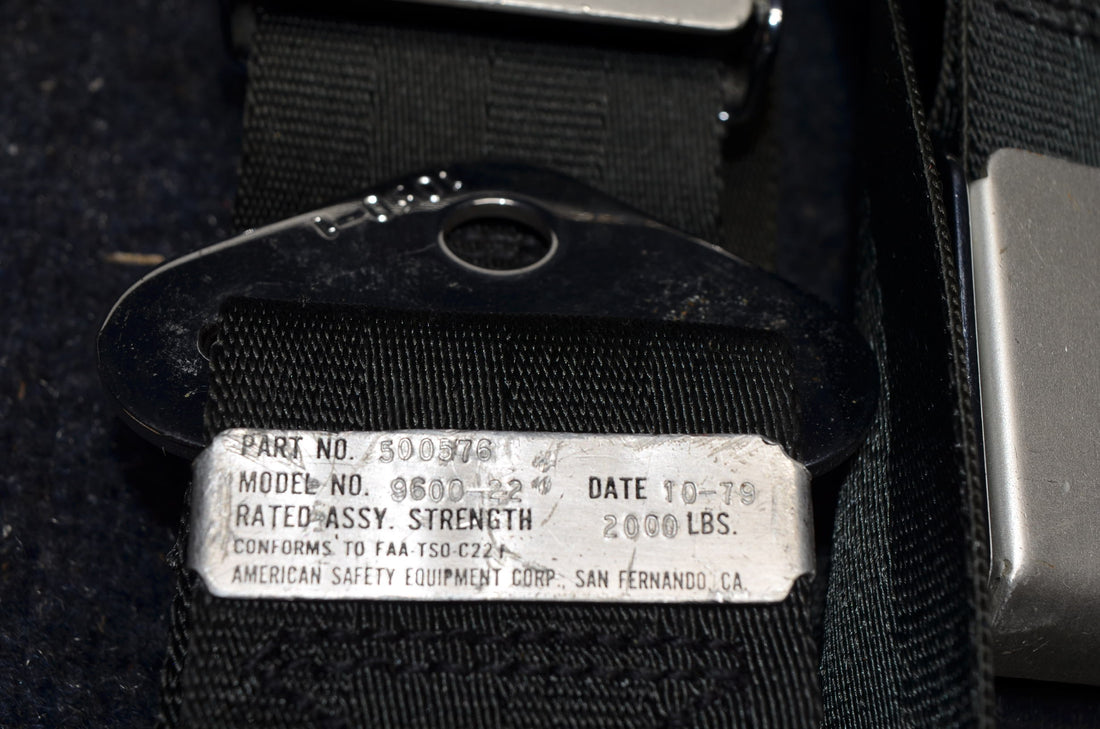 PART NO. 500576
MODEL NO. 9600-22 DATE 10-79
RATED ASSY. STRENGTH 2000 LBS.
CONFORMS TO FAA-TSO-C22f
AMERICAN SAFETY EQUIPMENT CORP., SAN FERNANDO, CA.